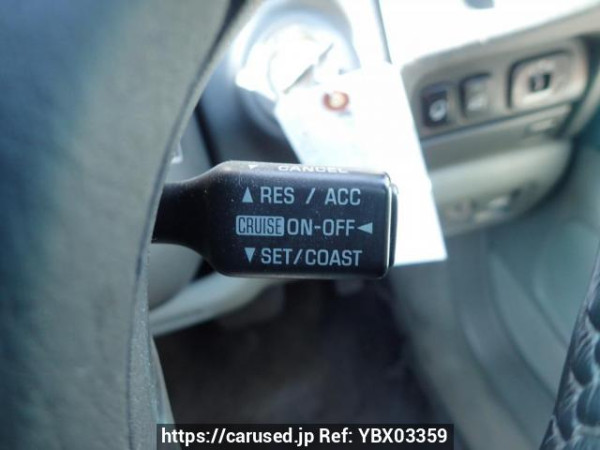 ▼ CANCEL
▲ RES / ACC
CRUISE ON-OFF ◄
▼ SET/COAST
https://carused.jp Ref: YBX03359